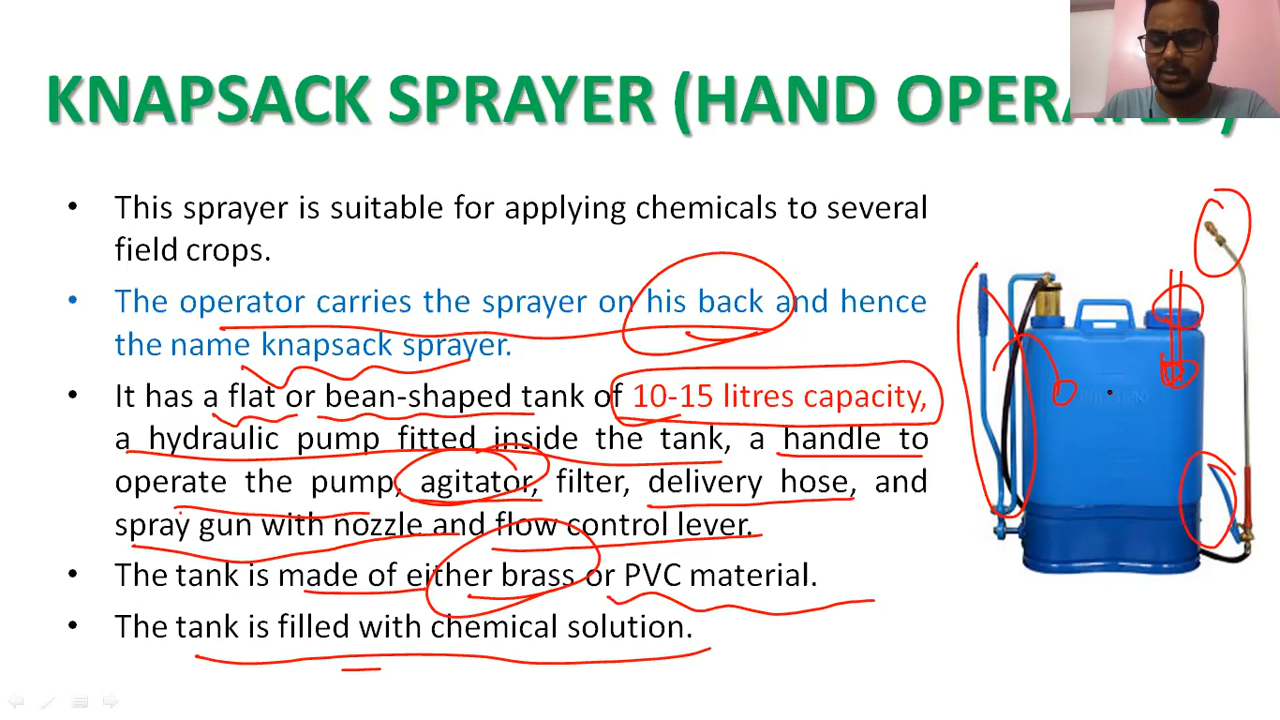 KNAPSACK SPRAYER (HAND OPERATED)
• This sprayer is suitable for applying chemicals to several
field crops.
• The operator carries the sprayer on his back and hence
the name knapsack sprayer.
• It has a flat or bean-shaped tank of 10-15 litres capacity,
a hydraulic pump fitted inside the tank, a handle to
operate the pump, agitator, filter, delivery hose, and
spray gun with nozzle and flow control lever.
• The tank is made of either brass or PVC material.
• The tank is filled with chemical solution.